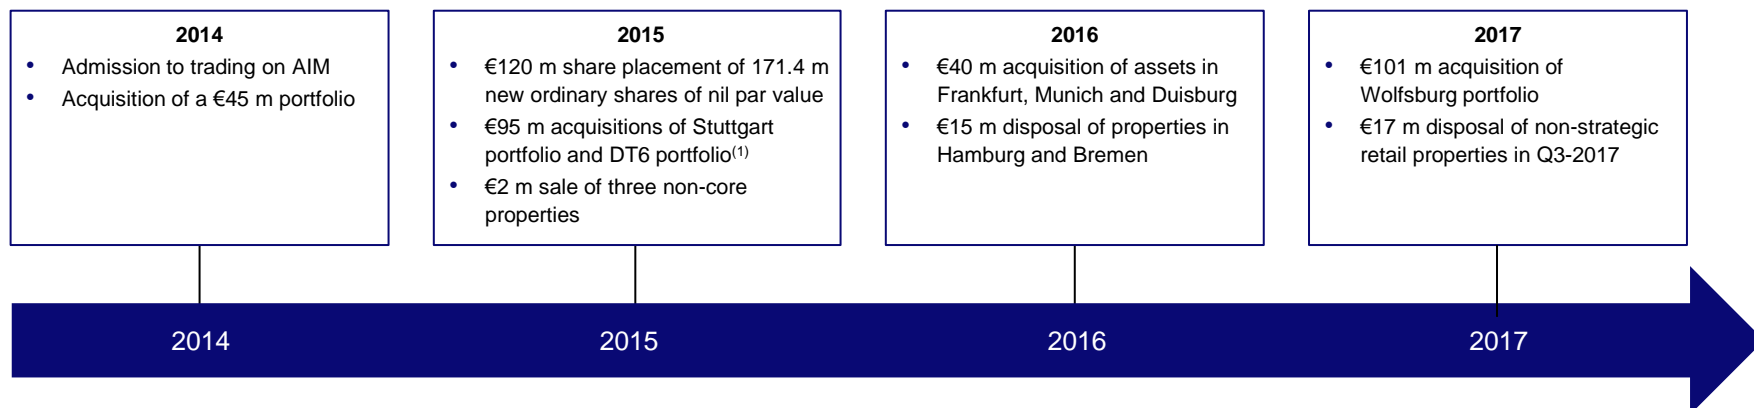 2014
• Admission to trading on AIM
• Acquisition of a €45 m portfolio
2015
• €120 m share placement of 171.4 m
new ordinary shares of nil par value
• €95 m acquisitions of Stuttgart
portfolio and DT6 portfolio(1)
• €2 m sale of three non-core
properties
2016
• €40 m acquisition of assets in
Frankfurt, Munich and Duisburg
• €15 m disposal of properties in
Hamburg and Bremen
2017
• €101 m acquisition of
Wolfsburg portfolio
• €17 m disposal of non-strategic
retail properties in Q3-2017
2014
2015
2016
2017